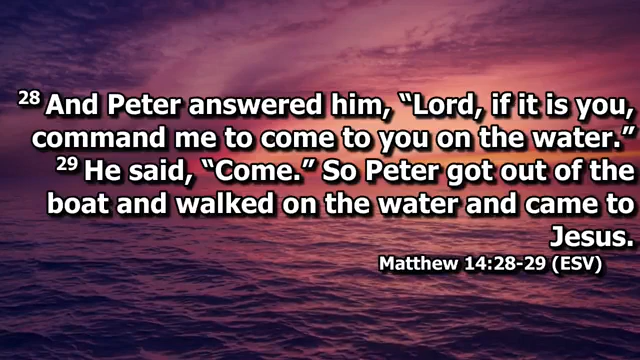 28 And Peter answered him, “Lord, if it is you,
command me to come to you on the water.”
29 He said, “Come.” So Peter got out of the
boat and walked on the water and came to
Jesus.
Matthew 14:28-29 (ESV)